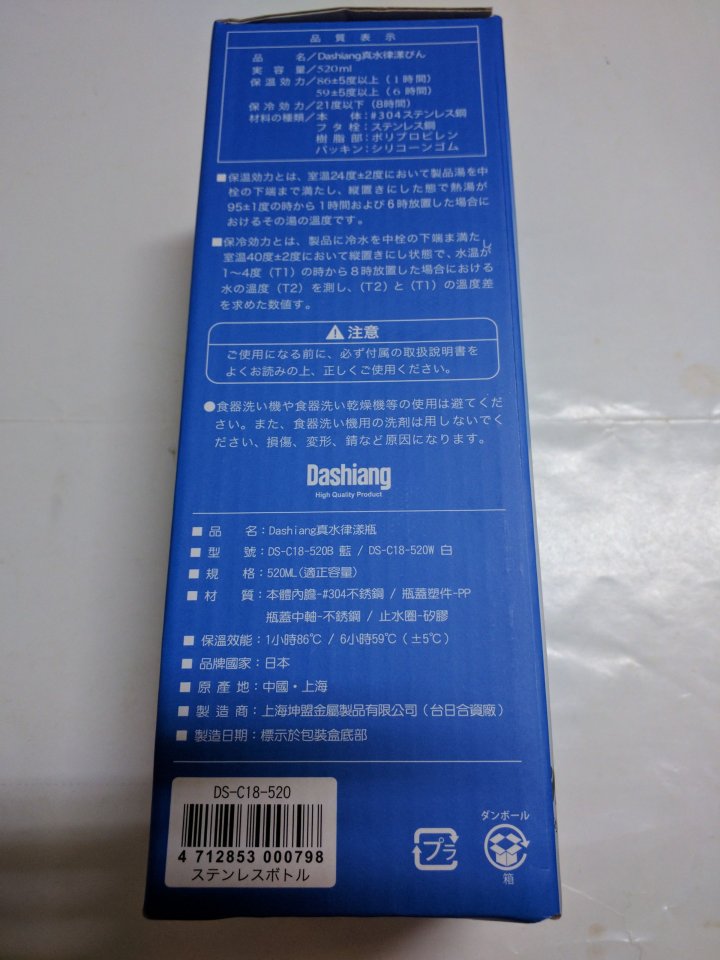 品質表示
品名／Dashiang真水律漾びん
実容量／520ml
保温効力／86±5度以上（1時間）
59±5度以上（6時間）
保冷効力／21度以下（8時間）
材料の種類／本体：#304ステンレス鋼
フタ栓：ステンレス鋼
樹脂部：ポリプロピレン
パッキン：シリコーンゴム
■保温効力とは、室温24度±2度において製品湯を中
栓の下端まで満たし、縦置きにした態で熱湯が
95±1度の時から1時間および6時放置した場合に
おけるその湯の温度です。
■保冷効力とは、製品に冷水を中栓の下端ま満たし
室温40度±2度において縦置きにし状態で、水温が
1～4度（T1）の時から8時放置した場合における
水の温度（T2）を測し、（T2）と（T1）の温度差
を求めた数値す。
注意
ご使用になる前に、必ず付属の取扱説明書を
よくお読みの上、正しくご使用ください。
●食器洗い機や食器洗い乾燥機等の使用は避てくだ
さい。また、食器洗い機用の洗剤は用しないでく
ださい、損傷、変形、錆など原因になります。
Dashiang
High Quality Product
■品名：Dashiang真水律漾瓶
■型號：DS-C18-520B 藍 / DS-C18-520W 白
■規格：520ML(適正容量)
■材質：本體內膽-#304不銹鋼 / 瓶蓋塑件-PP
瓶蓋中軸-不銹鋼 / 止水圈-矽膠
■保溫效能：1小時86℃ / 6小時59℃（±5℃）
■品牌國家：日本
■原產地：中國・上海
■製造商：上海坤盟金屬製品有限公司（台日合資廠）
■製造日期：標示於包裝盒底部
DS-C18-520
4 712853 000798
ステンレスボトル
プラ
ダンボール
箱